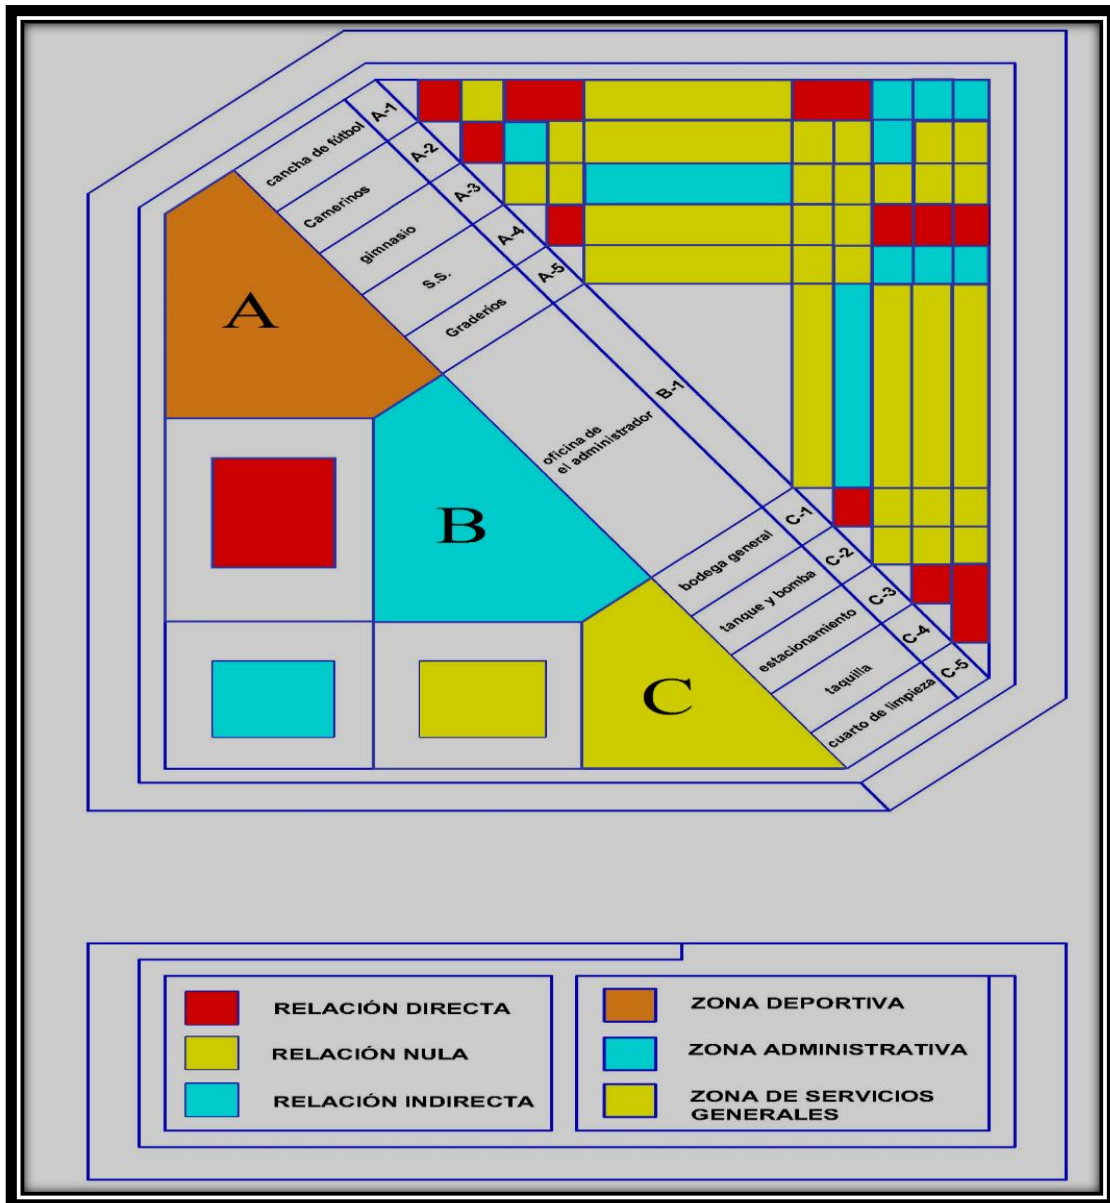 cancha de fútbol A-1
Camerinos A-2
gimnasio A-3
S.S. A-4
Graderios A-5
A
oficina de
el administrador B-1
B
bodega general C-1
tanque y bomba C-2
estacionamiento C-3
taquilla C-4
cuarto de limpieza C-5
C
RELACIÓN DIRECTA
RELACIÓN NULA
RELACIÓN INDIRECTA
ZONA DEPORTIVA
ZONA ADMINISTRATIVA
ZONA DE SERVICIOS
GENERALES